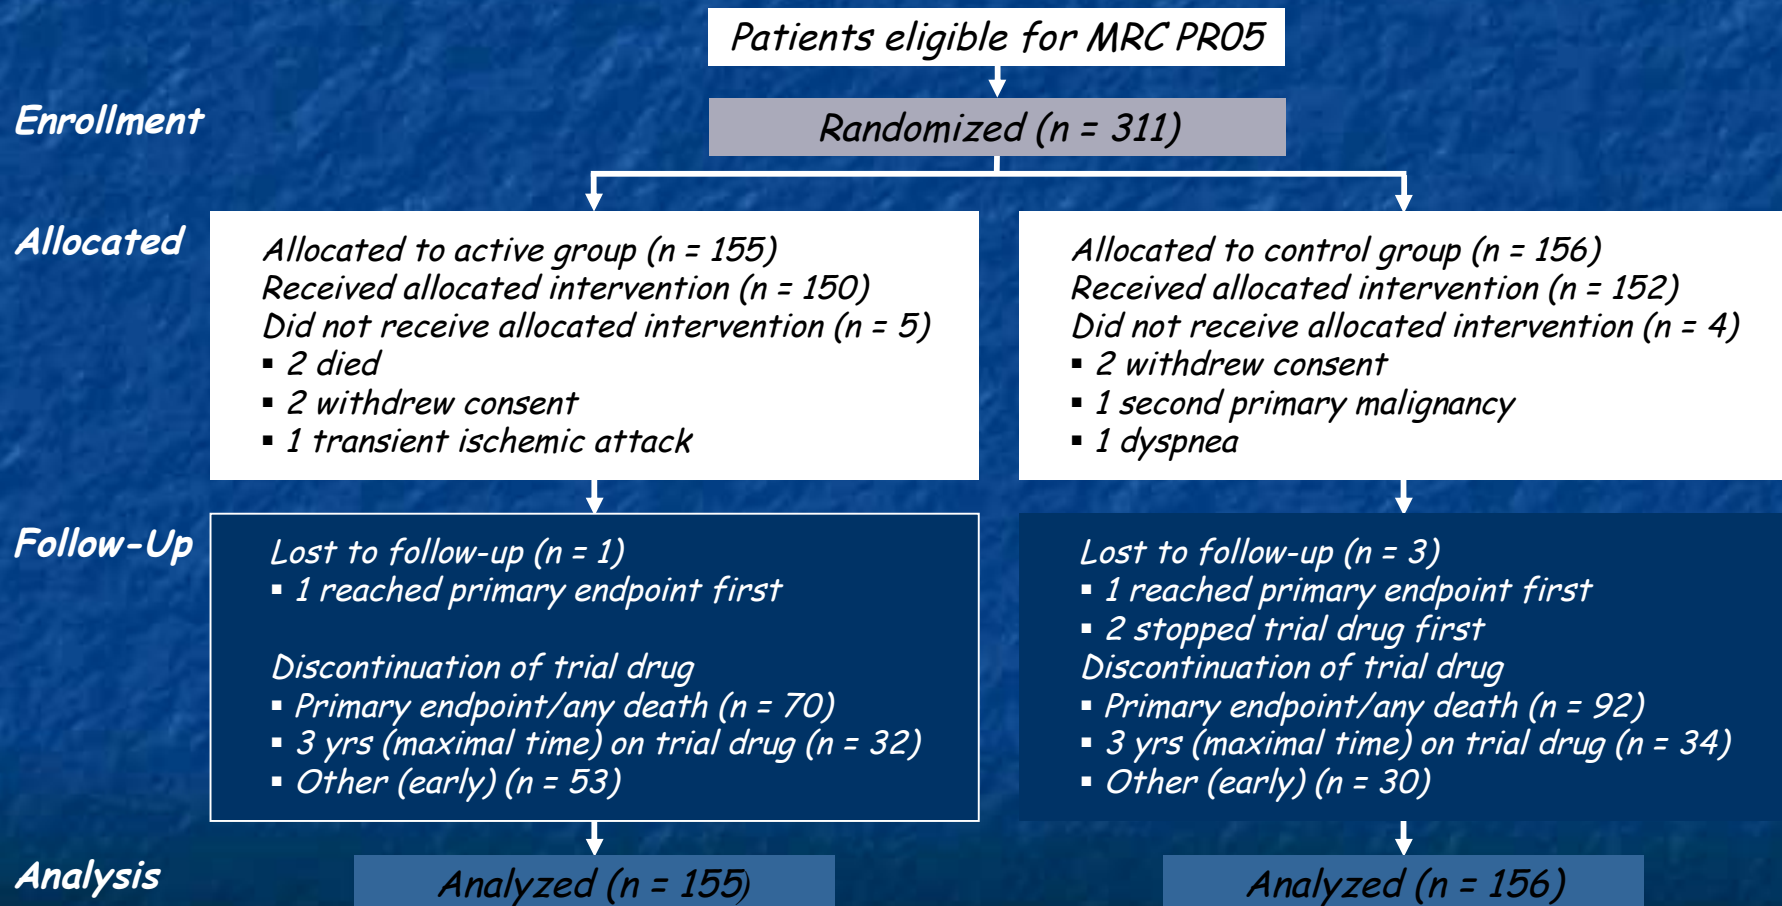 Patients eligible for MRC PR05
Enrollment
Randomized (n = 311)
Allocated
Allocated to active group (n = 155)
Received allocated intervention (n = 150)
Did not receive allocated intervention (n = 5)
▪ 2 died
▪ 2 withdrew consent
▪ 1 transient ischemic attack
Allocated to control group (n = 156)
Received allocated intervention (n = 152)
Did not receive allocated intervention (n = 4)
▪ 2 withdrew consent
▪ 1 second primary malignancy
▪ 1 dyspnea
Follow-Up
Lost to follow-up (n = 1)
▪ 1 reached primary endpoint first
Discontinuation of trial drug
▪ Primary endpoint/any death (n = 70)
▪ 3 yrs (maximal time) on trial drug (n = 32)
▪ Other (early) (n = 53)
Lost to follow-up (n = 3)
▪ 1 reached primary endpoint first
▪ 2 stopped trial drug first
Discontinuation of trial drug
▪ Primary endpoint/any death (n = 92)
▪ 3 yrs (maximal time) on trial drug (n = 34)
▪ Other (early) (n = 30)
Analysis
Analyzed (n = 155)
Analyzed (n = 156)